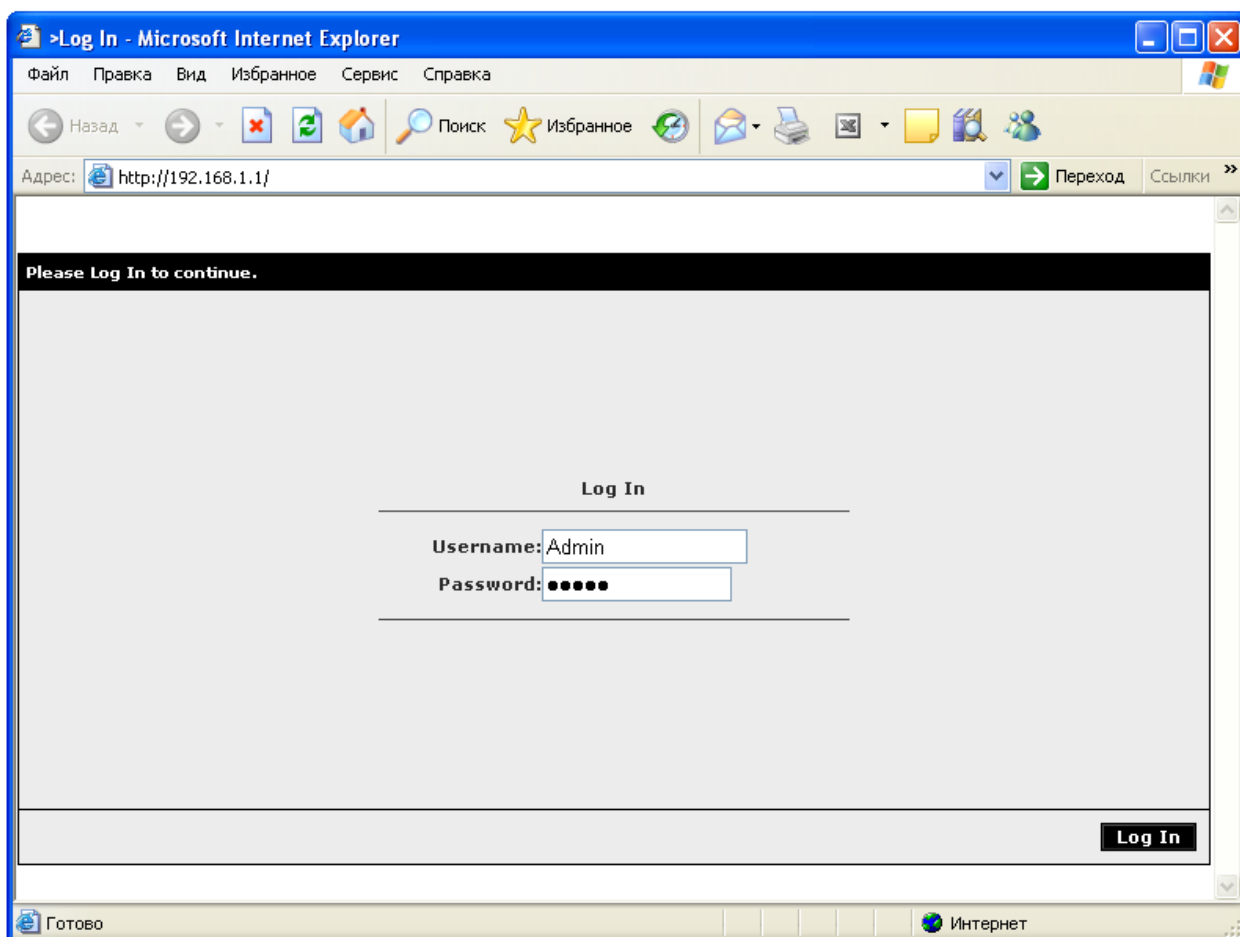 >Log In - Microsoft Internet Explorer
Файл Правка Вид Избранное Сервис Справка
Назад Поиск Избранное
Адрес: http://192.168.1.1/ Переход Ссылки »
Please Log In to continue.
Log In
Username: Admin
Password: ●●●●●
Log In
Готово Интернет